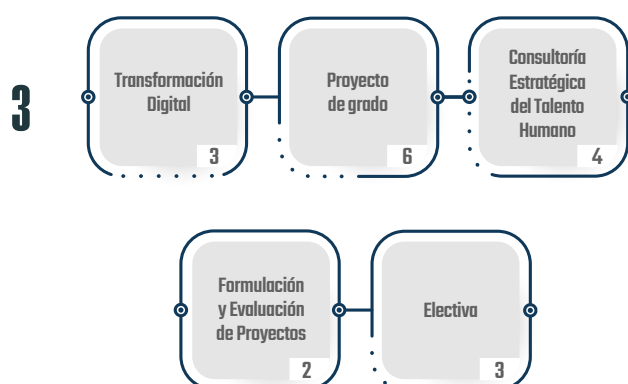 3
Transformación
Digital
3
Proyecto
de grado
6
Consultoría
Estratégica
del Talento
Humano
4
Formulación
y Evaluación
de Proyectos
2
Electiva
3